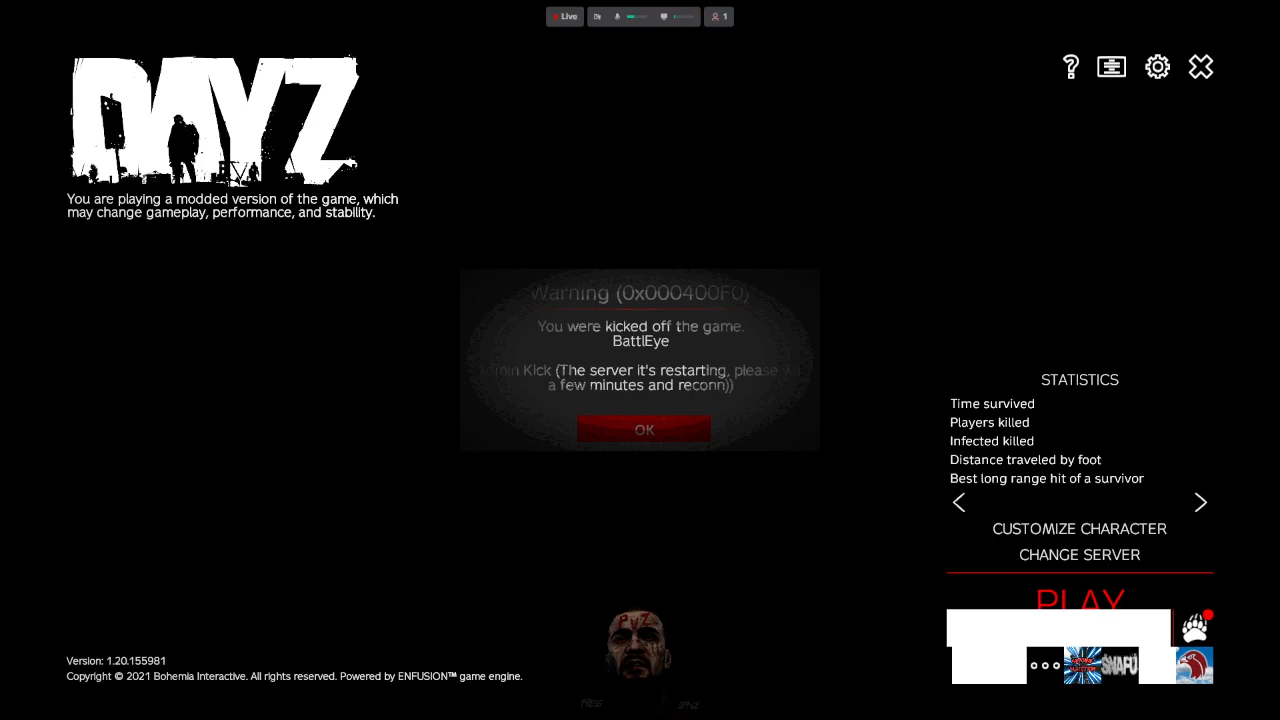 Live
1
DAYZ
You are playing a modded version of the game, which
may change gameplay, performance, and stability.
Warning (0x000400F0)
You were kicked off the game.
BattlEye
Kick (The server it's restarting, please
a few minutes and reconn))
OK
STATISTICS
Time survived
Players killed
Infected killed
Distance traveled by foot
Best long range hit of a survivor
CUSTOMIZE CHARACTER
CHANGE SERVER
PLAY
PVZ
SNAFU
Version: 1.20.155981
Copyright © 2021 Bohemia Interactive. All rights reserved. Powered by ENFUSION™ game engine.
PRESS